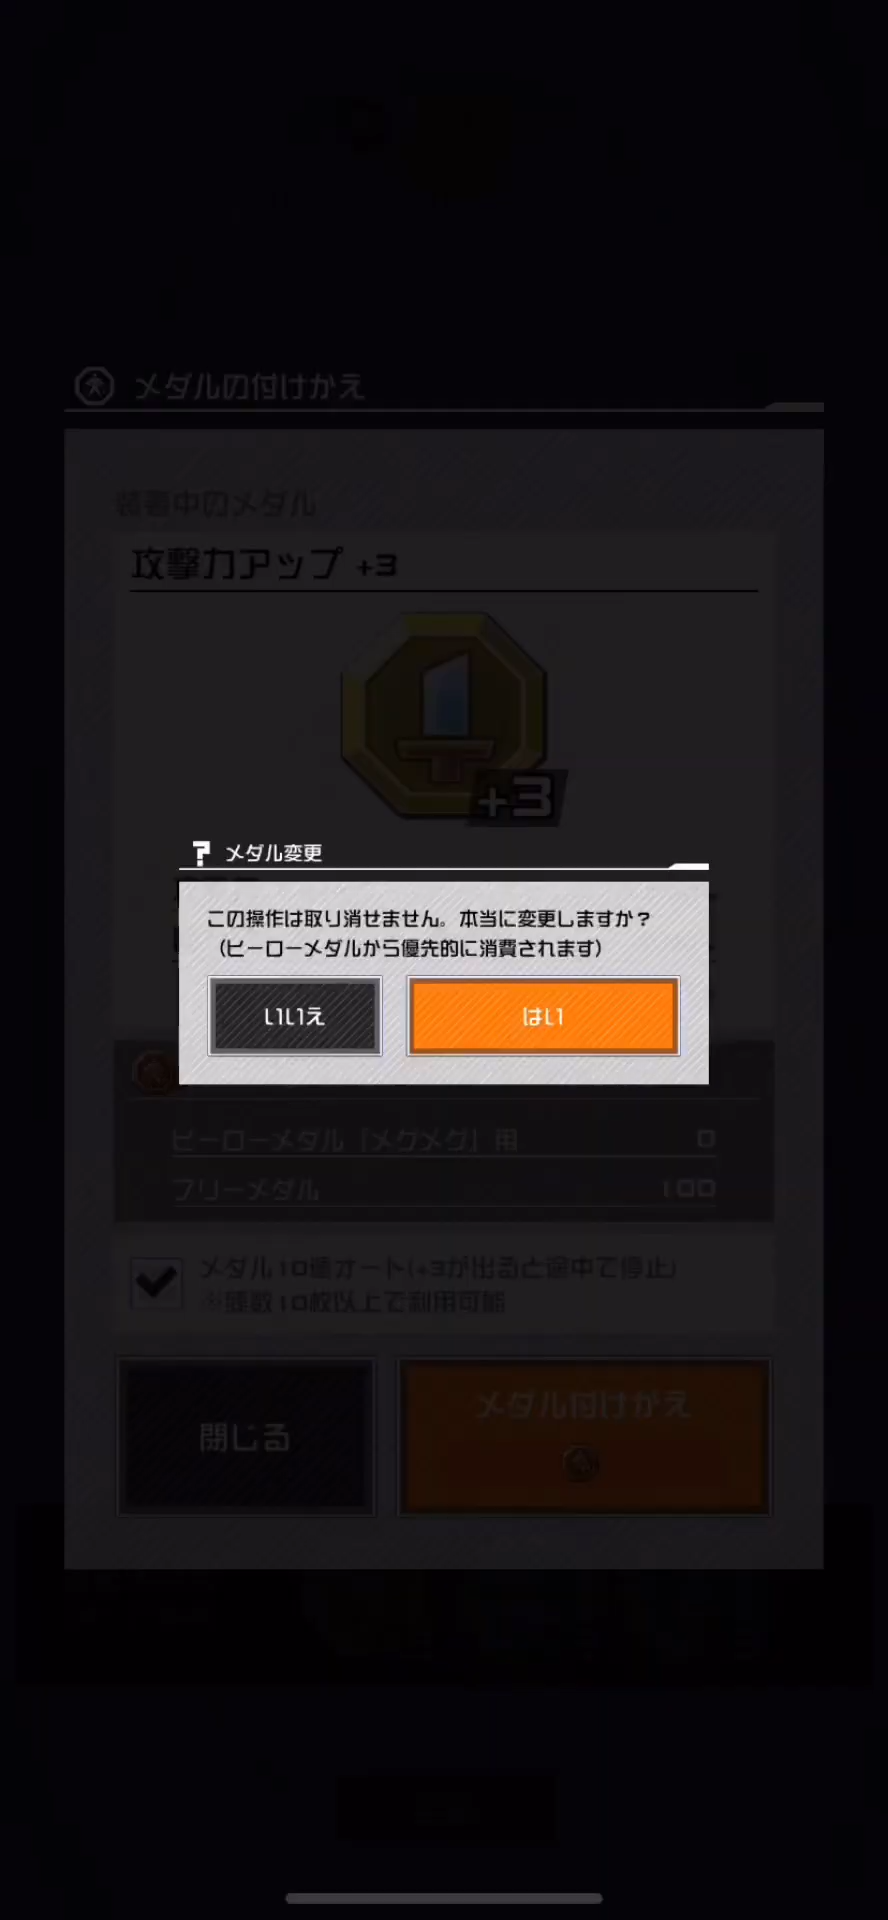 メダルの付けかえ
装着中のメダル
攻撃力アップ +3
+3
メダル変更
この操作は取り消せません。本当に変更しますか？
（ヒーローメダルから優先的に消費されます）
いいえ
はい
ヒーローメダル「メグメグ」用 0
フリーメダル 100
メダル10連オート(+3が出ると途中で停止)
※課数10枚以上で利用可能
閉じる
メダル付けかえ